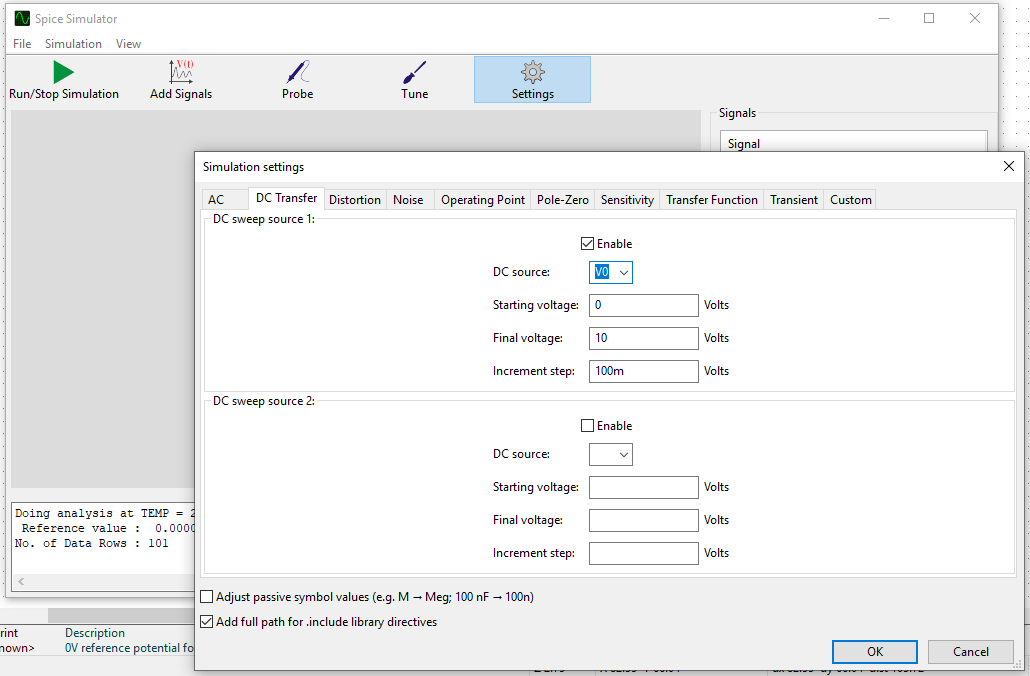 Spice Simulator
File Simulation View
Run/Stop Simulation Add Signals Probe Tune Settings
V(t)
Signals
Signal
Simulation settings
AC DC Transfer Distortion Noise Operating Point Pole-Zero Sensitivity Transfer Function Transient Custom
DC sweep source 1:
Enable
DC source: V0
Starting voltage: 0 Volts
Final voltage: 10 Volts
Increment step: 100m Volts
DC sweep source 2:
Enable
DC source:
Starting voltage: Volts
Final voltage: Volts
Increment step: Volts
Doing analysis at TEMP = 2
Reference value : 0.0000
No. of Data Rows : 101
Adjust passive symbol values (e.g. M → Meg; 100 nF → 100n)
Add full path for .include library directives
OK Cancel
rint Description
nown> 0V reference potential fo